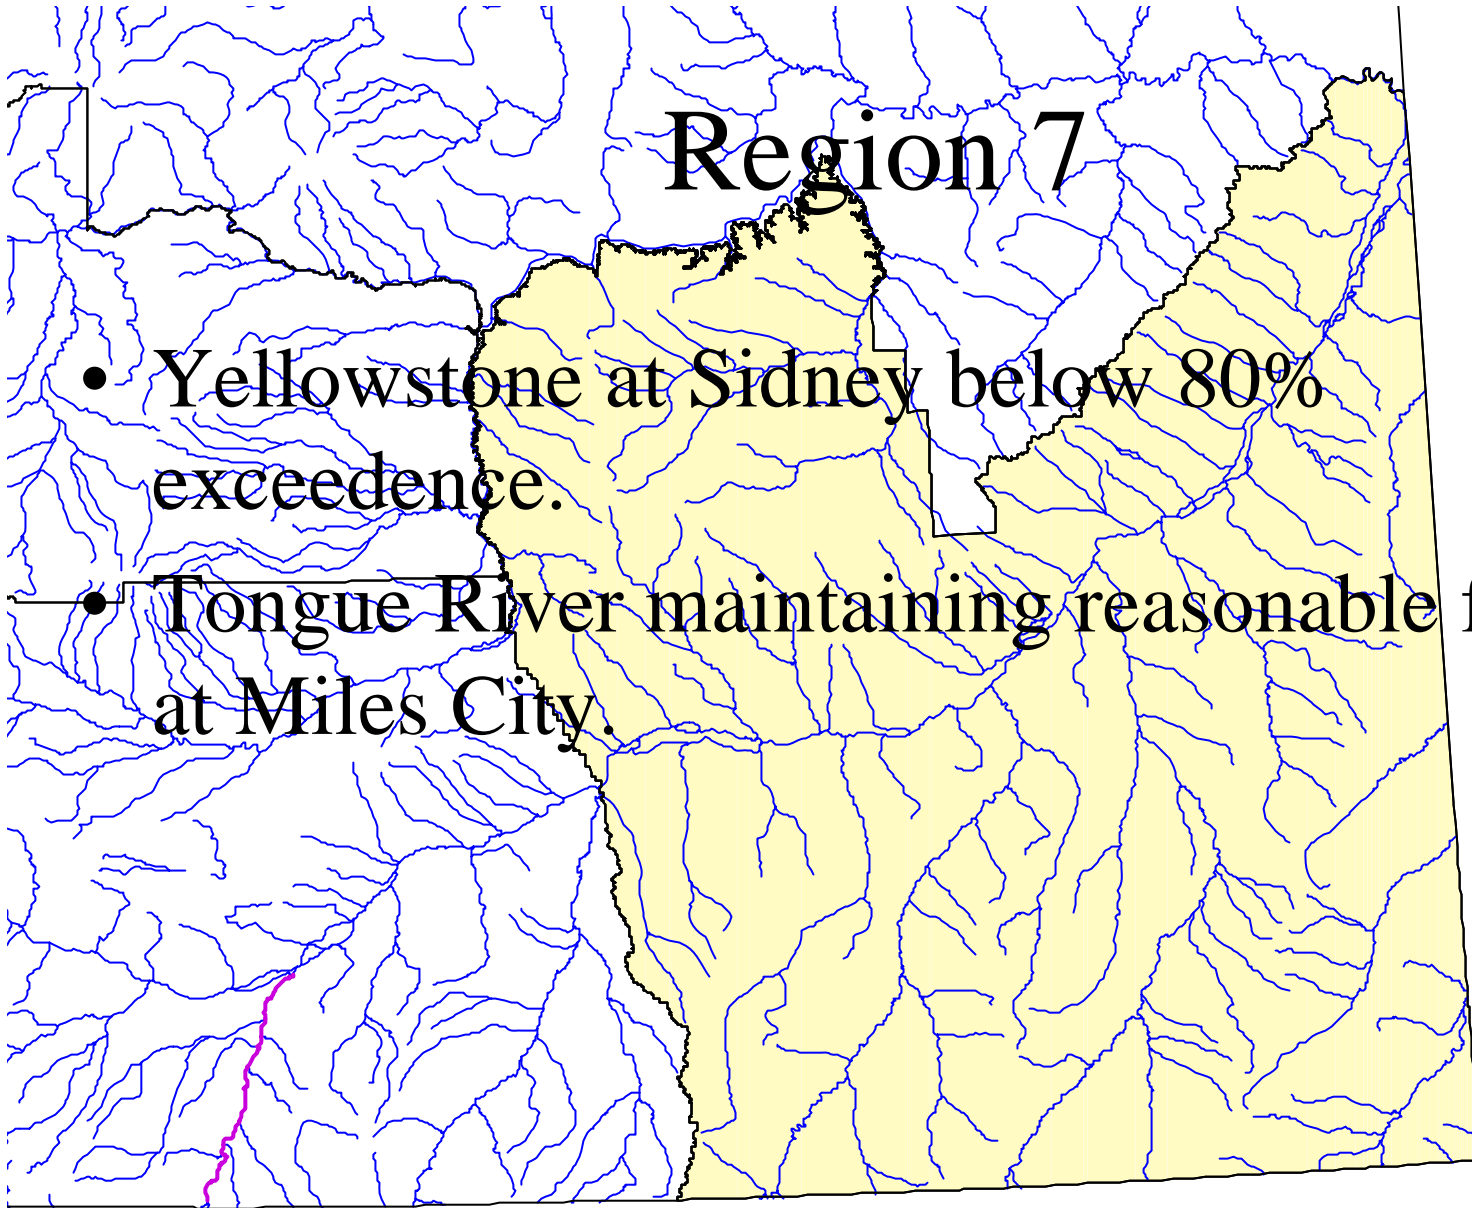 Region 7
• Yellowstone at Sidney below 80%
exceedence.
• Tongue River maintaining reasonable
at Miles City.